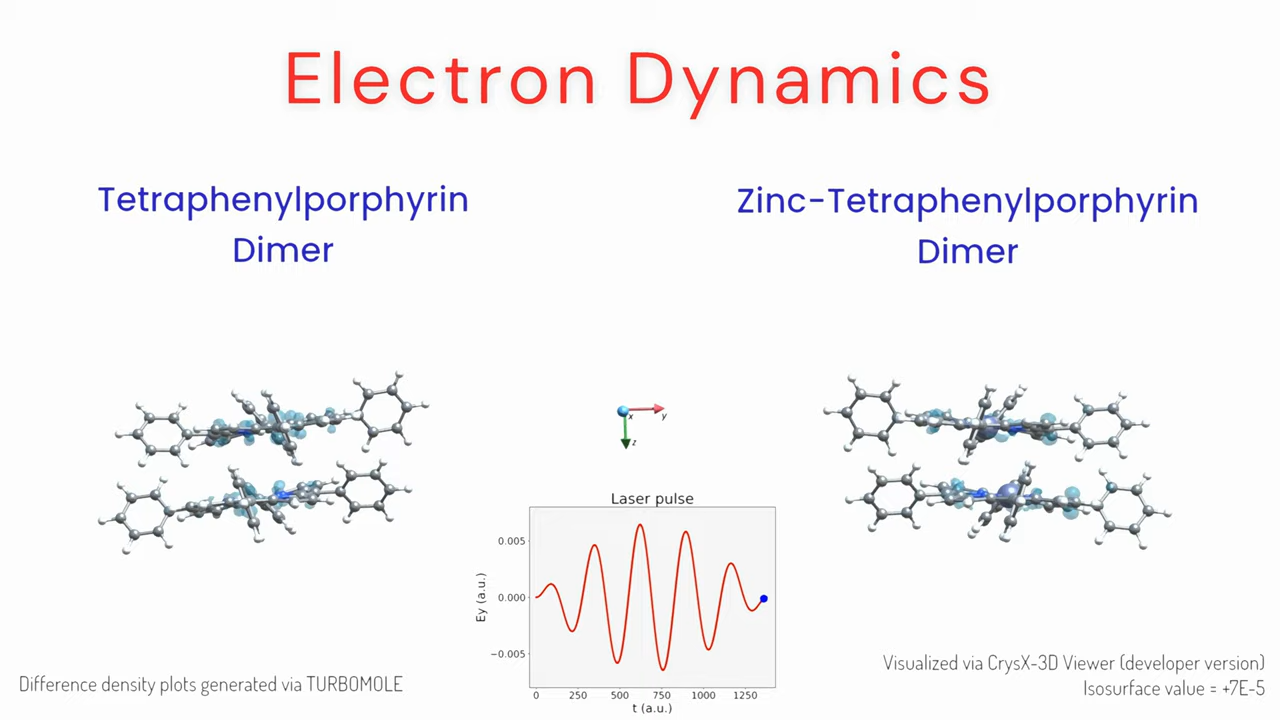 Electron Dynamics
Tetraphenylporphyrin
Dimer
Zinc-Tetraphenylporphyrin
Dimer
x
y
z
Laser pulse
0.005
0.000
−0.005
Ey (a.u.)
0 250 500 750 1000 1250
t (a.u.)
Difference density plots generated via TURBOMOLE
Visualized via CrysX-3D Viewer (developer version)
Isosurface value = +7E-5